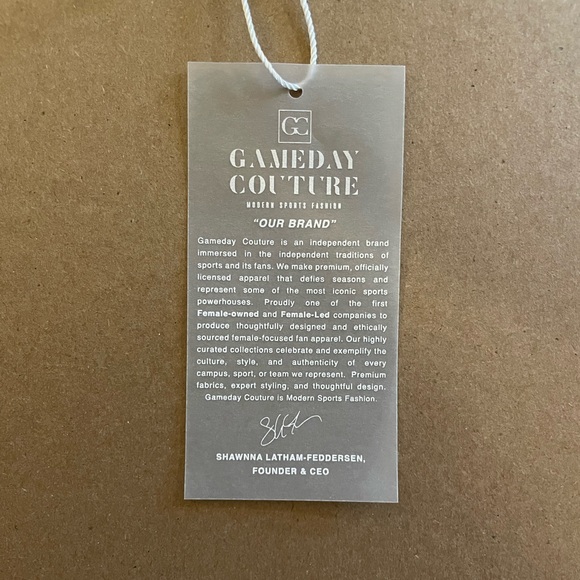 GC
GAMEDAY
COUTURE
MODERN SPORTS FASHION
"OUR BRAND"
Gameday Couture is an independent brand
immersed in the independent traditions of
sports and its fans. We make premium, officially
licensed apparel that defies seasons and
represent some of the most iconic sports
powerhouses. Proudly one of the first
Female-owned and Female-Led companies to
produce thoughtfully designed and ethically
sourced female-focused fan apparel. Our highly
curated collections celebrate and exemplify the
culture, style, and authenticity of every
campus, sport, or team we represent. Premium
fabrics, expert styling, and thoughtful design.
Gameday Couture is Modern Sports Fashion.
SHAWNNA LATHAM-FEDDERSEN,
FOUNDER & CEO